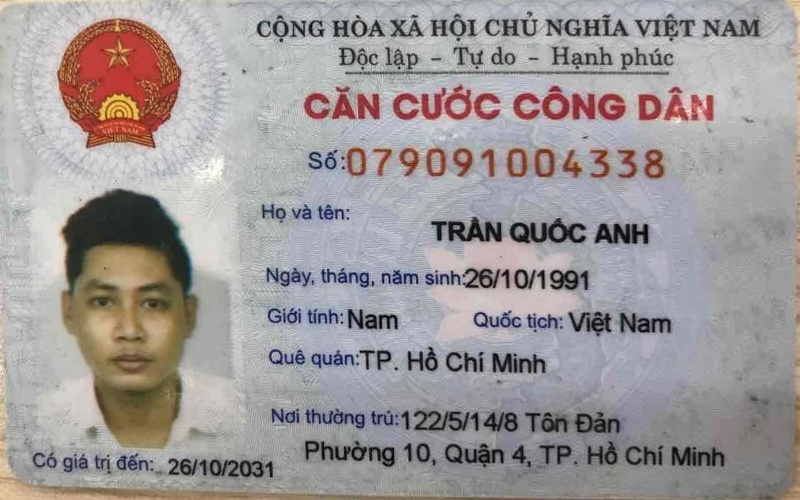 CỘNG HÒA XÃ HỘI CHỦ NGHĨA VIỆT NAM
Độc lập - Tự do - Hạnh phúc
CĂN CƯỚC CÔNG DÂN
Số:079091004338
Họ và tên:
TRẦN QUỐC ANH
Ngày, tháng, năm sinh:26/10/1991
Giới tính: Nam Quốc tịch: Việt Nam
Quê quán:TP. Hồ Chí Minh
Nơi thường trú:122/5/14/8 Tôn Đản
Phường 10, Quận 4, TP. Hồ Chí Minh
Có giá trị đến: 26/10/2031